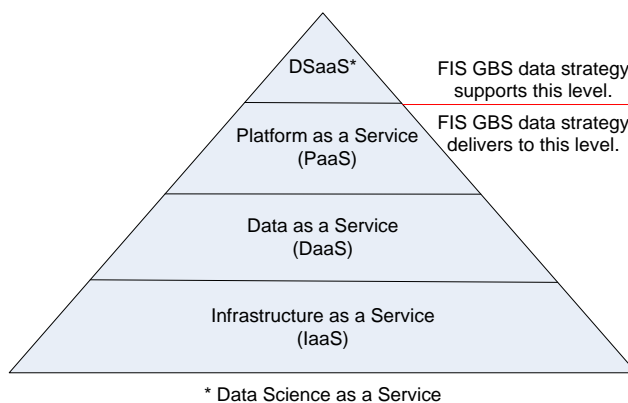 DSaaS*
FIS GBS data strategy
supports this level.
FIS GBS data strategy
delivers to this level.
Platform as a Service
(PaaS)
Data as a Service
(DaaS)
Infrastructure as a Service
(IaaS)
* Data Science as a Service